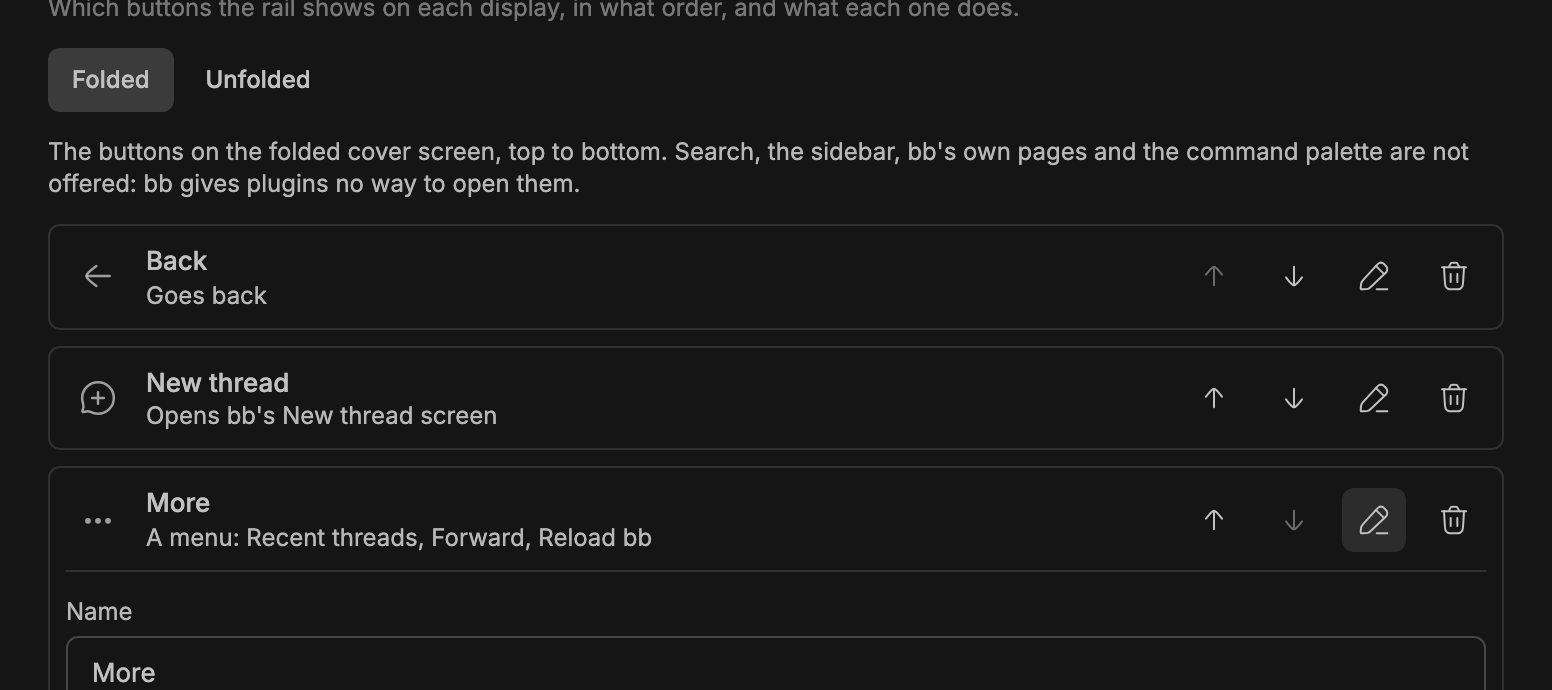 Which buttons the rail shows on each display, in what order, and what each one does.
Folded
Unfolded
The buttons on the folded cover screen, top to bottom. Search, the sidebar, bb's own pages and the command palette are not
offered: bb gives plugins no way to open them.
Back
Goes back
New thread
Opens bb's New thread screen
More
A menu: Recent threads, Forward, Reload bb
Name
More